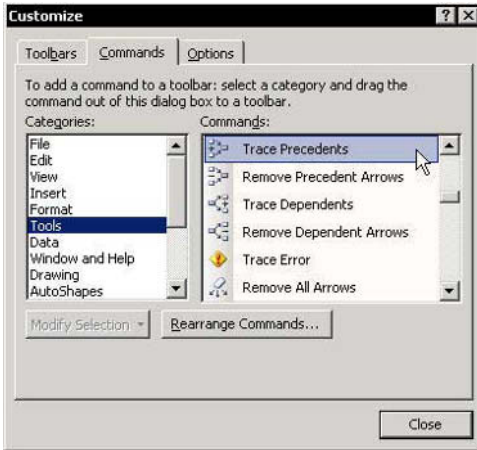 Customize
Toolbars Commands Options
To add a command to a toolbar: select a category and drag the
command out of this dialog box to a toolbar.
Categories:
File
Edit
View
Insert
Format
Tools
Data
Window and Help
Drawing
AutoShapes
Commands:
Trace Precedents
Remove Precedent Arrows
Trace Dependents
Remove Dependent Arrows
Trace Error
Remove All Arrows
Modify Selection
Rearrange Commands...
Close